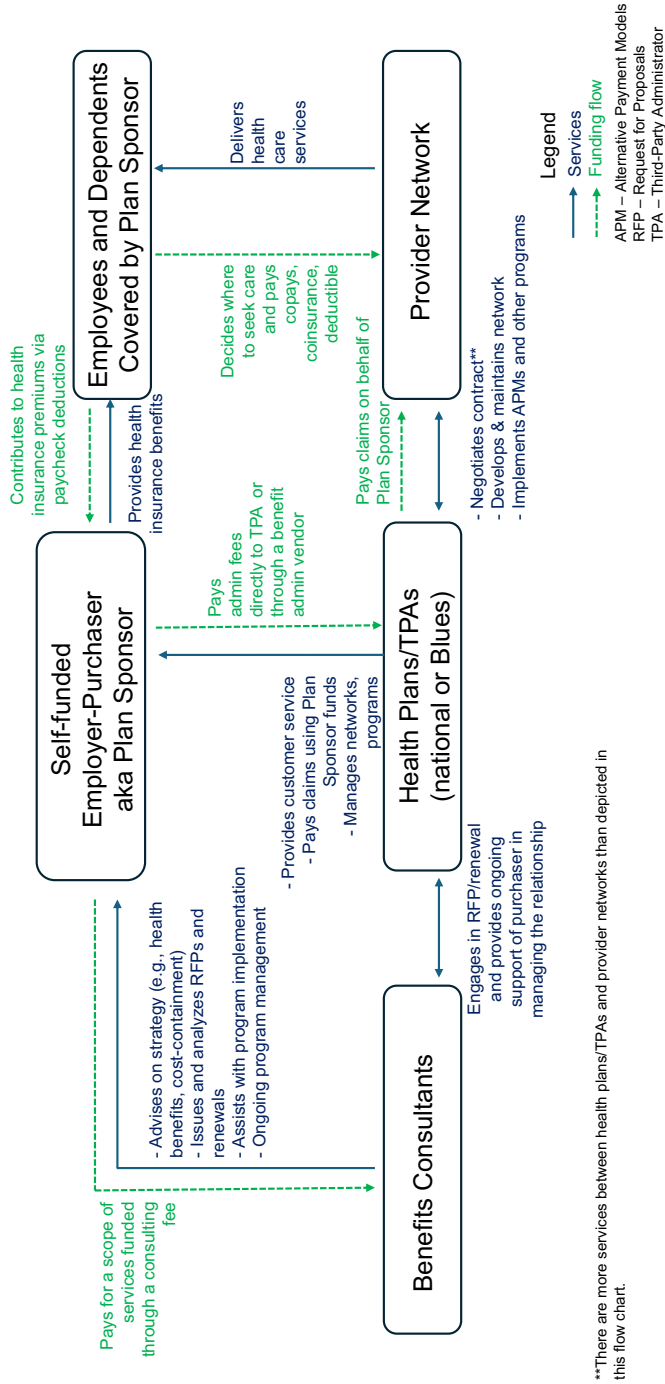 Pays for a scope of
services funded
through a consulting
fee
- Advises on strategy (e.g., health
benefits, cost-containment)
- Issues and analyzes RFPs and
renewals
- Assists with program implementation
- Ongoing program management
Self-funded
Employer-Purchaser
aka Plan Sponsor
Contributes to health
insurance premiums via
paycheck deductions
Provides health
insurance benefits
Employees and Dependents
Covered by Plan Sponsor
- Provides customer service
- Pays claims using Plan
Sponsor funds
- Manages networks,
programs
Pays
admin fees
directly to TPA or
through a benefit
admin vendor
Decides where
to seek care
and pays
copays,
coinsurance,
deductible
Delivers
health
care
services
Benefits Consultants
Engages in RFP/renewal
and provides ongoing
support of purchaser in
managing the relationship
Health Plans/TPAs
(national or Blues)
Pays claims on behalf of
Plan Sponsor
- Negotiates contract**
- Develops & maintains network
- Implements APMs and other programs
Provider Network
Legend
Services
Funding flow
APM – Alternative Payment Models
RFP – Request for Proposals
TPA – Third-Party Administrator
**There are more services between health plans/TPAs and provider networks than depicted in
this flow chart.